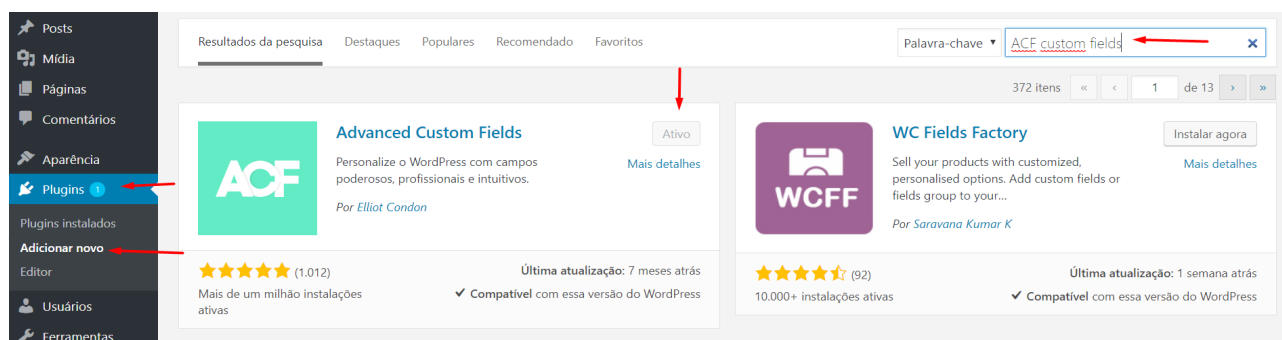 Posts
Mídia
Páginas
Comentários
Aparência
Plugins 1
Plugins instalados
Adicionar novo
Editor
Usuários
Ferramentas
Resultados da pesquisa Destaques Populares Recomendado Favoritos
Palavra-chave ▼ ACF custom fields ×
372 itens « ‹ 1 de 13 › »
ACF
Advanced Custom Fields
Ativo
Mais detalhes
Personalize o WordPress com campos
poderosos, profissionais e intuitivos.
Por Elliot Condon
(1.012)
Mais de um milhão instalações
ativas
Última atualização: 7 meses atrás
✔ Compatível com essa versão do WordPress
WCFF
WC Fields Factory
Instalar agora
Mais detalhes
Sell your products with customized,
personalised options. Add custom fields or
fields group to your...
Por Saravana Kumar K
(92)
10.000+ instalações ativas
Última atualização: 1 semana atrás
✔ Compatível com essa versão do WordPress